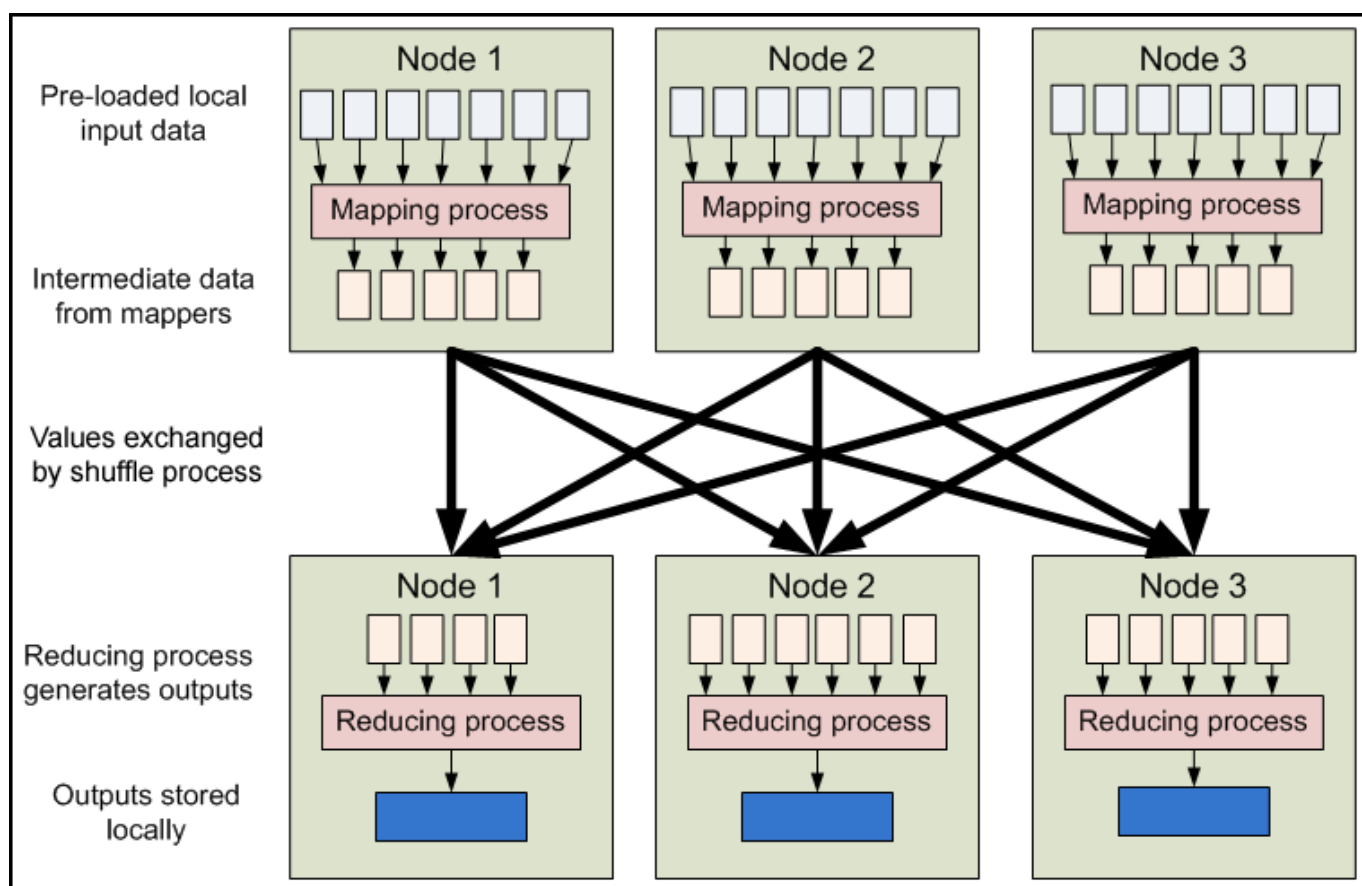 Node 1
Node 2
Node 3
Pre-loaded local
input data
Mapping process
Mapping process
Mapping process
Intermediate data
from mappers
Values exchanged
by shuffle process
Node 1
Node 2
Node 3
Reducing process
generates outputs
Reducing process
Reducing process
Reducing process
Outputs stored
locally